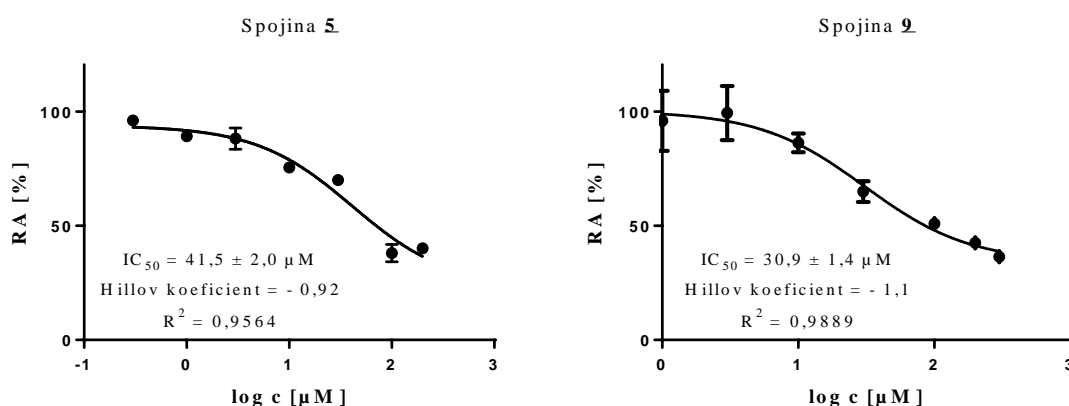 Spojina 5
RA [%]
100
50
0
IC50 = 41,5 ± 2,0 µM
Hillov koeficient = - 0,92
R2 = 0,9564
-1 0 1 2 3
log c [µM]
Spojina 9
RA [%]
100
50
0
IC50 = 30,9 ± 1,4 µM
Hillov koeficient = - 1,1
R2 = 0,9889
0 1 2 3
log c [µM]